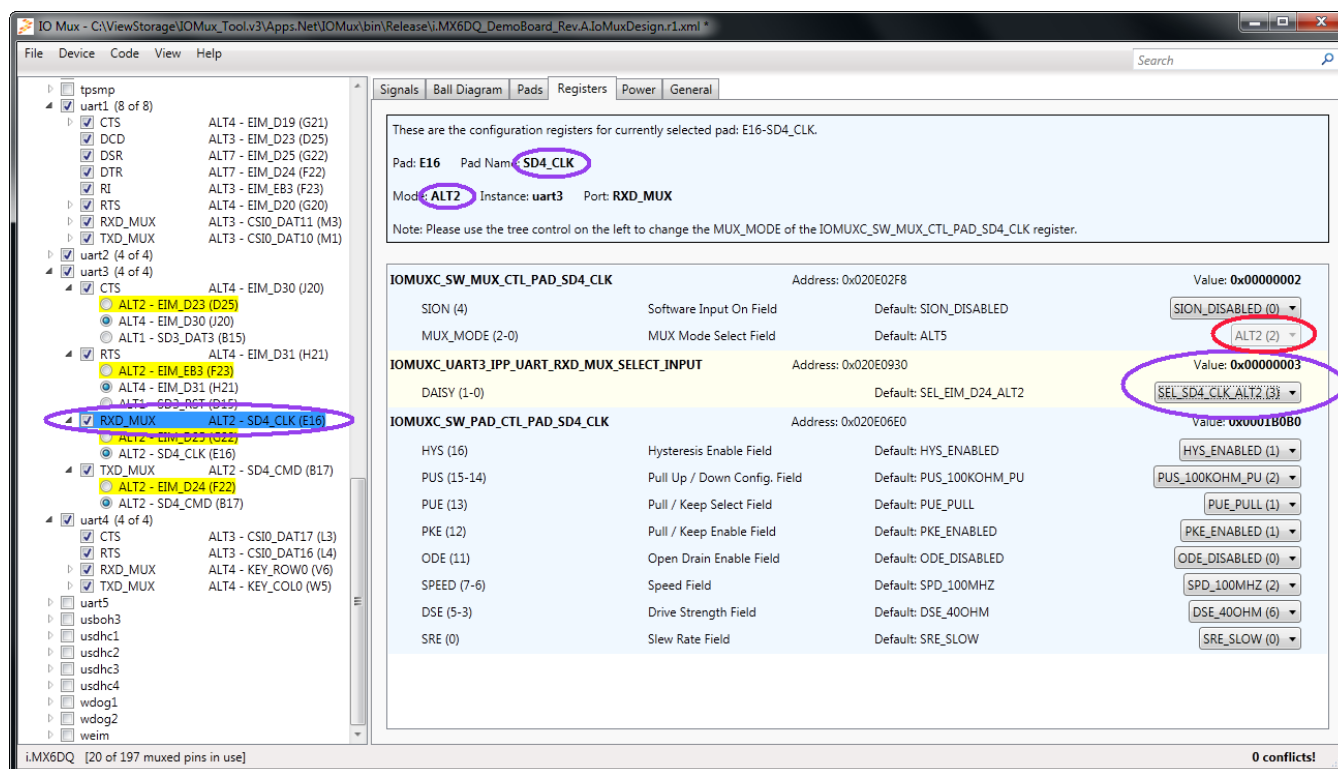 IO Mux - C:\ViewStorage\IOMux_Tool.v3\Apps.Net\IOMux\bin\Release\i.MX6DQ_DemoBoard_Rev.A.IoMuxDesign.r1.xml *
File Device Code View Help
Search
tpsmp
uart1 (8 of 8)
CTS ALT4 - EIM_D19 (G21)
DCD ALT3 - EIM_D23 (D25)
DSR ALT7 - EIM_D25 (G22)
DTR ALT7 - EIM_D24 (F22)
RI ALT3 - EIM_EB3 (F23)
RTS ALT4 - EIM_D20 (G20)
RXD_MUX ALT3 - CSI0_DAT11 (M3)
TXD_MUX ALT3 - CSI0_DAT10 (M1)
uart2 (4 of 4)
uart3 (4 of 4)
CTS ALT4 - EIM_D30 (J20)
ALT2 - EIM_D23 (D25)
ALT4 - EIM_D30 (J20)
ALT1 - SD3_DAT3 (B15)
RTS ALT4 - EIM_D31 (H21)
ALT2 - EIM_EB3 (F23)
ALT4 - EIM_D31 (H21)
ALT1 - SD3_RST (D15)
RXD_MUX ALT2 - SD4_CLK (E16)
ALT2 - EIM_D25 (G22)
ALT2 - SD4_CLK (E16)
TXD_MUX ALT2 - SD4_CMD (B17)
ALT2 - EIM_D24 (F22)
ALT2 - SD4_CMD (B17)
uart4 (4 of 4)
CTS ALT3 - CSI0_DAT17 (L3)
RTS ALT3 - CSI0_DAT16 (L4)
RXD_MUX ALT4 - KEY_ROW0 (V6)
TXD_MUX ALT4 - KEY_COL0 (W5)
uart5
usboh3
usdhc1
usdhc2
usdhc3
usdhc4
wdog1
wdog2
weim
Signals Ball Diagram Pads Registers Power General
These are the configuration registers for currently selected pad: E16-SD4_CLK.
Pad: E16 Pad Name: SD4_CLK
Mode: ALT2 Instance: uart3 Port: RXD_MUX
Note: Please use the tree control on the left to change the MUX_MODE of the IOMUXC_SW_MUX_CTL_PAD_SD4_CLK register.
IOMUXC_SW_MUX_CTL_PAD_SD4_CLK Address: 0x020E02F8 Value: 0x00000002
SION (4) Software Input On Field Default: SION_DISABLED SION_DISABLED (0)
MUX_MODE (2-0) MUX Mode Select Field Default: ALT5 ALT2 (2)
IOMUXC_UART3_IPP_UART_RXD_MUX_SELECT_INPUT Address: 0x020E0930 Value: 0x00000003
DAISY (1-0) Default: SEL_EIM_D24_ALT2 SEL_SD4_CLK_ALT2 (3)
IOMUXC_SW_PAD_CTL_PAD_SD4_CLK Address: 0x020E06E0 Value: 0x0001B0B0
HYS (16) Hysteresis Enable Field Default: HYS_ENABLED HYS_ENABLED (1)
PUS (15-14) Pull Up / Down Config. Field Default: PUS_100KOHM_PU PUS_100KOHM_PU (2)
PUE (13) Pull / Keep Select Field Default: PUE_PULL PUE_PULL (1)
PKE (12) Pull / Keep Enable Field Default: PKE_ENABLED PKE_ENABLED (1)
ODE (11) Open Drain Enable Field Default: ODE_DISABLED ODE_DISABLED (0)
SPEED (7-6) Speed Field Default: SPD_100MHZ SPD_100MHZ (2)
DSE (5-3) Drive Strength Field Default: DSE_40OHM DSE_40OHM (6)
SRE (0) Slew Rate Field Default: SRE_SLOW SRE_SLOW (0)
i.MX6DQ [20 of 197 muxed pins in use] 0 conflicts!